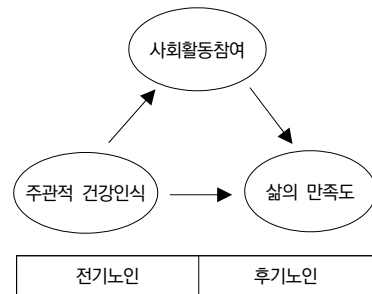 사회활동참여
주관적 건강인식
삶의 만족도
전기노인
후기노인